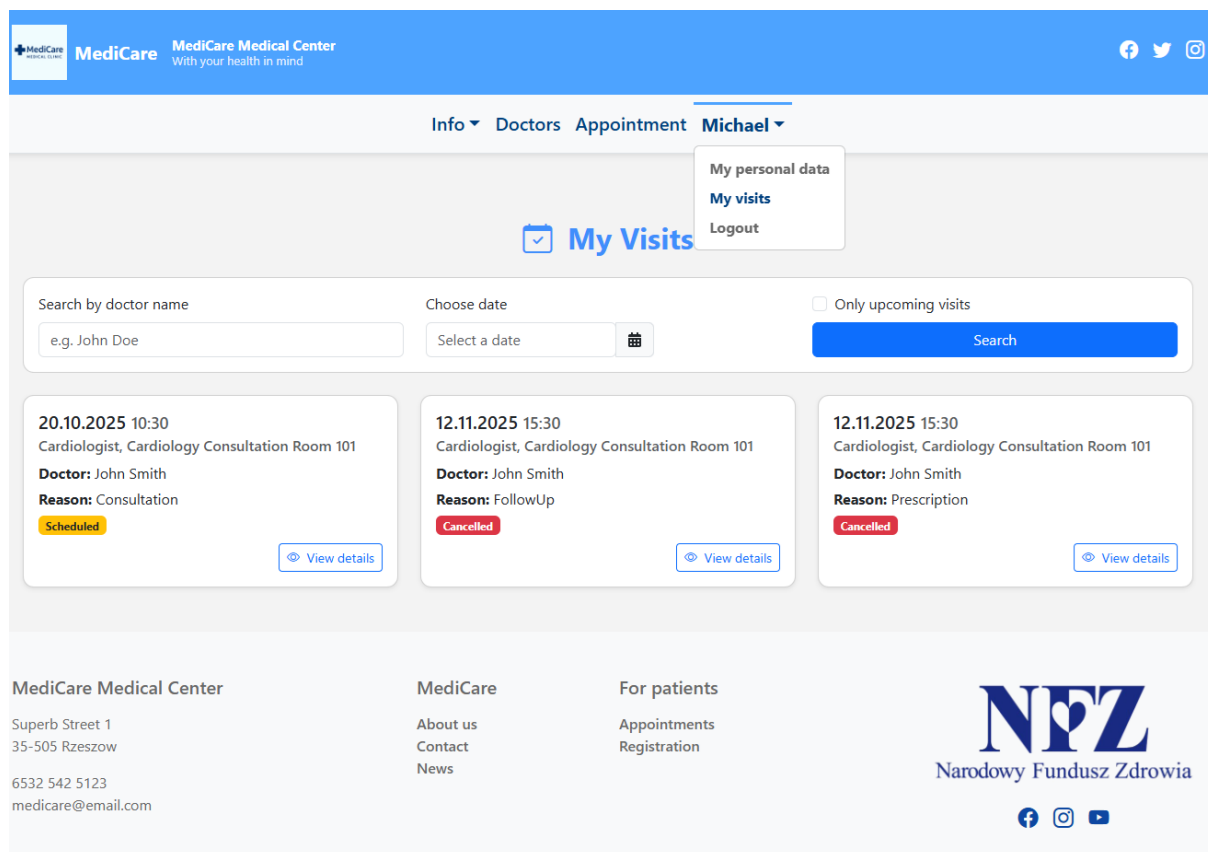 MediCare
MEDICAL CLINIC
MediCare
MediCare Medical Center
With your health in mind
Info Doctors Appointment Michael
My personal data
My visits
Logout
My Visits
Search by doctor name
e.g. John Doe
Choose date
Select a date
Only upcoming visits
Search
20.10.2025 10:30
Cardiologist, Cardiology Consultation Room 101
Doctor: John Smith
Reason: Consultation
Scheduled
View details
12.11.2025 15:30
Cardiologist, Cardiology Consultation Room 101
Doctor: John Smith
Reason: FollowUp
Cancelled
View details
12.11.2025 15:30
Cardiologist, Cardiology Consultation Room 101
Doctor: John Smith
Reason: Prescription
Cancelled
View details
MediCare Medical Center
Superb Street 1
35-505 Rzeszow
6532 542 5123
medicare@email.com
MediCare
About us
Contact
News
For patients
Appointments
Registration
NFZ
Narodowy Fundusz Zdrowia